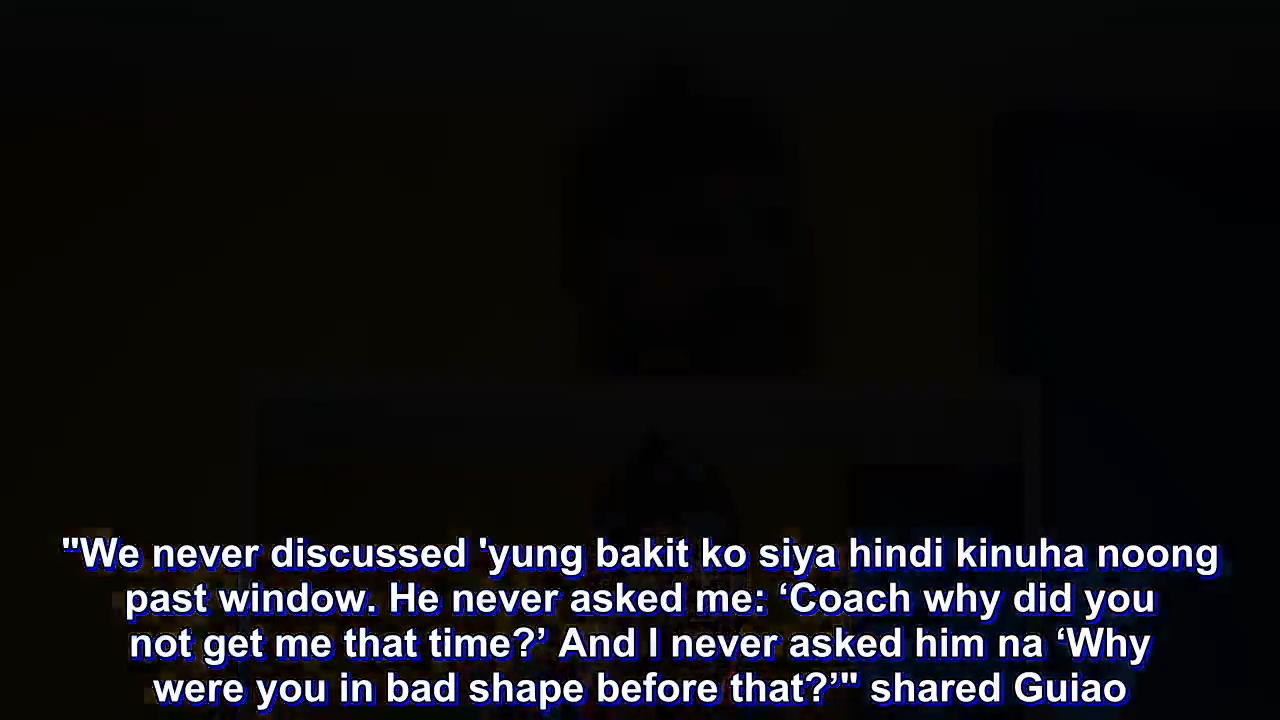 "We never discussed 'yung bakit ko siya hindi kinuha noong
past window. He never asked me: ‘Coach why did you
not get me that time?’ And I never asked him na ‘Why
were you in bad shape before that?’" shared Guiao